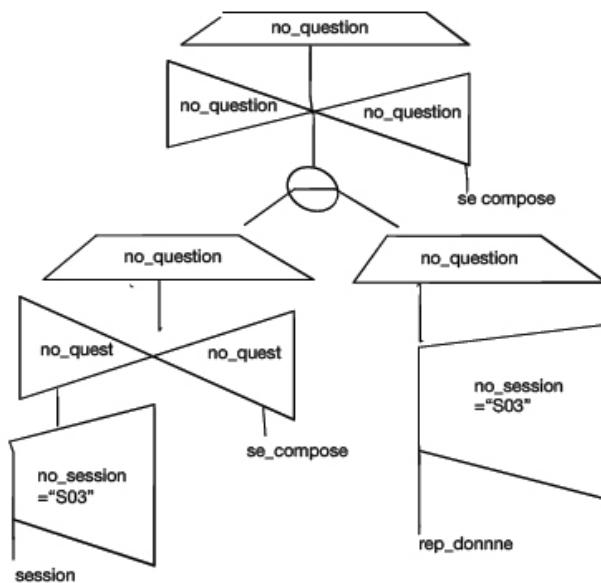 no_question
no_question
no_question
se compose
no_question
no_question
no_quest
no_quest
no_session
="S03"
se_compose
no_session
="S03"
rep_donnne
session